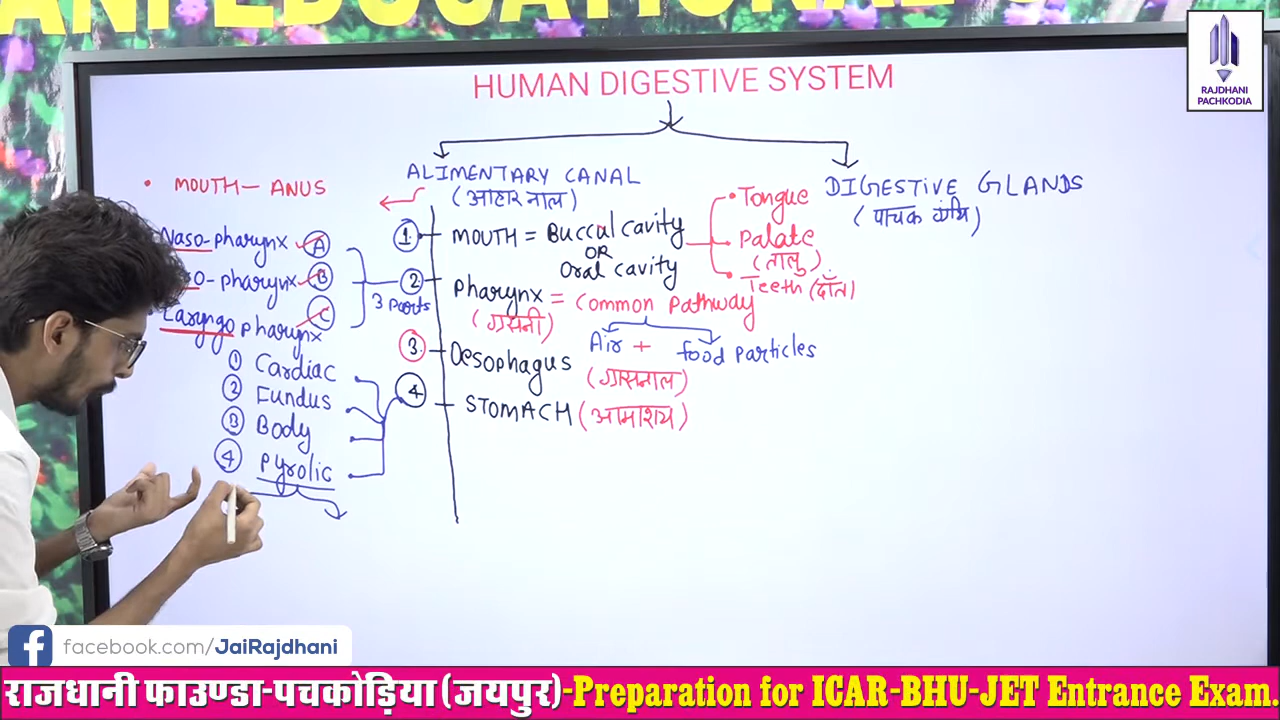 HUMAN DIGESTIVE SYSTEM
RAJDHANI
PACHKODIA
ALIMENTARY CANAL
(आहार नाल)
DIGESTIVE GLANDS
(पाचक ग्रंथि)
• MOUTH - ANUS
Naso-pharynx A
-pharynx B
Laryngo pharynx C
3 parts
① MOUTH = Buccal cavity
OR
Oral cavity
• Tongue
Palate
(तालु)
Teeth (दाँत)
② Pharynx = Common Pathway
(ग्रसनी)
Air + food Particles
③ Oesophagus
(ग्रासनाल)
④ STOMACH (आमाशय)
① Cardiac
② Fundus
③ Body
④ Pyrolic
facebook.com/JaiRajdhani
राजधानी फाउण्डा-पचकोड़िया (जयपुर)-Preparation for ICAR-BHU-JET Entrance Exam.